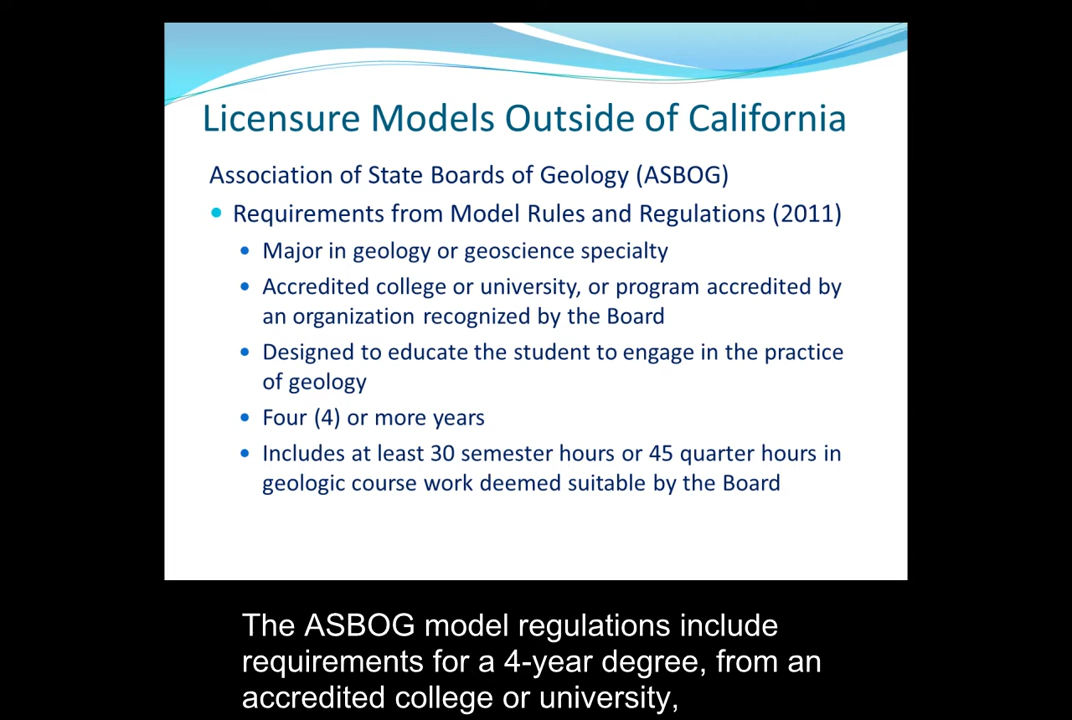 Licensure Models Outside of California
Association of State Boards of Geology (ASBOG)
• Requirements from Model Rules and Regulations (2011)
• Major in geology or geoscience specialty
• Accredited college or university, or program accredited by
an organization recognized by the Board
• Designed to educate the student to engage in the practice
of geology
• Four (4) or more years
• Includes at least 30 semester hours or 45 quarter hours in
geologic course work deemed suitable by the Board
The ASBOG model regulations include
requirements for a 4-year degree, from an
accredited college or university,